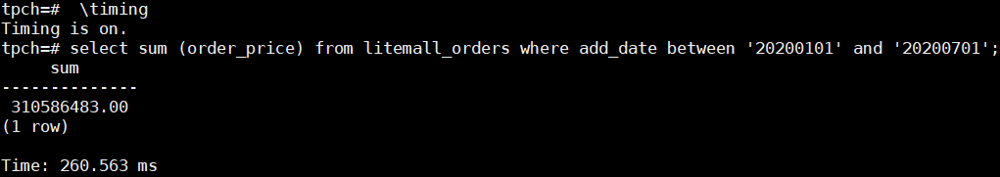 tpch=#  \timing
Timing is on.
tpch=# select sum (order_price) from litemall_orders where add_date between '20200101' and '20200701';
     sum
--------------
 310586483.00
(1 row)

Time: 260.563 ms